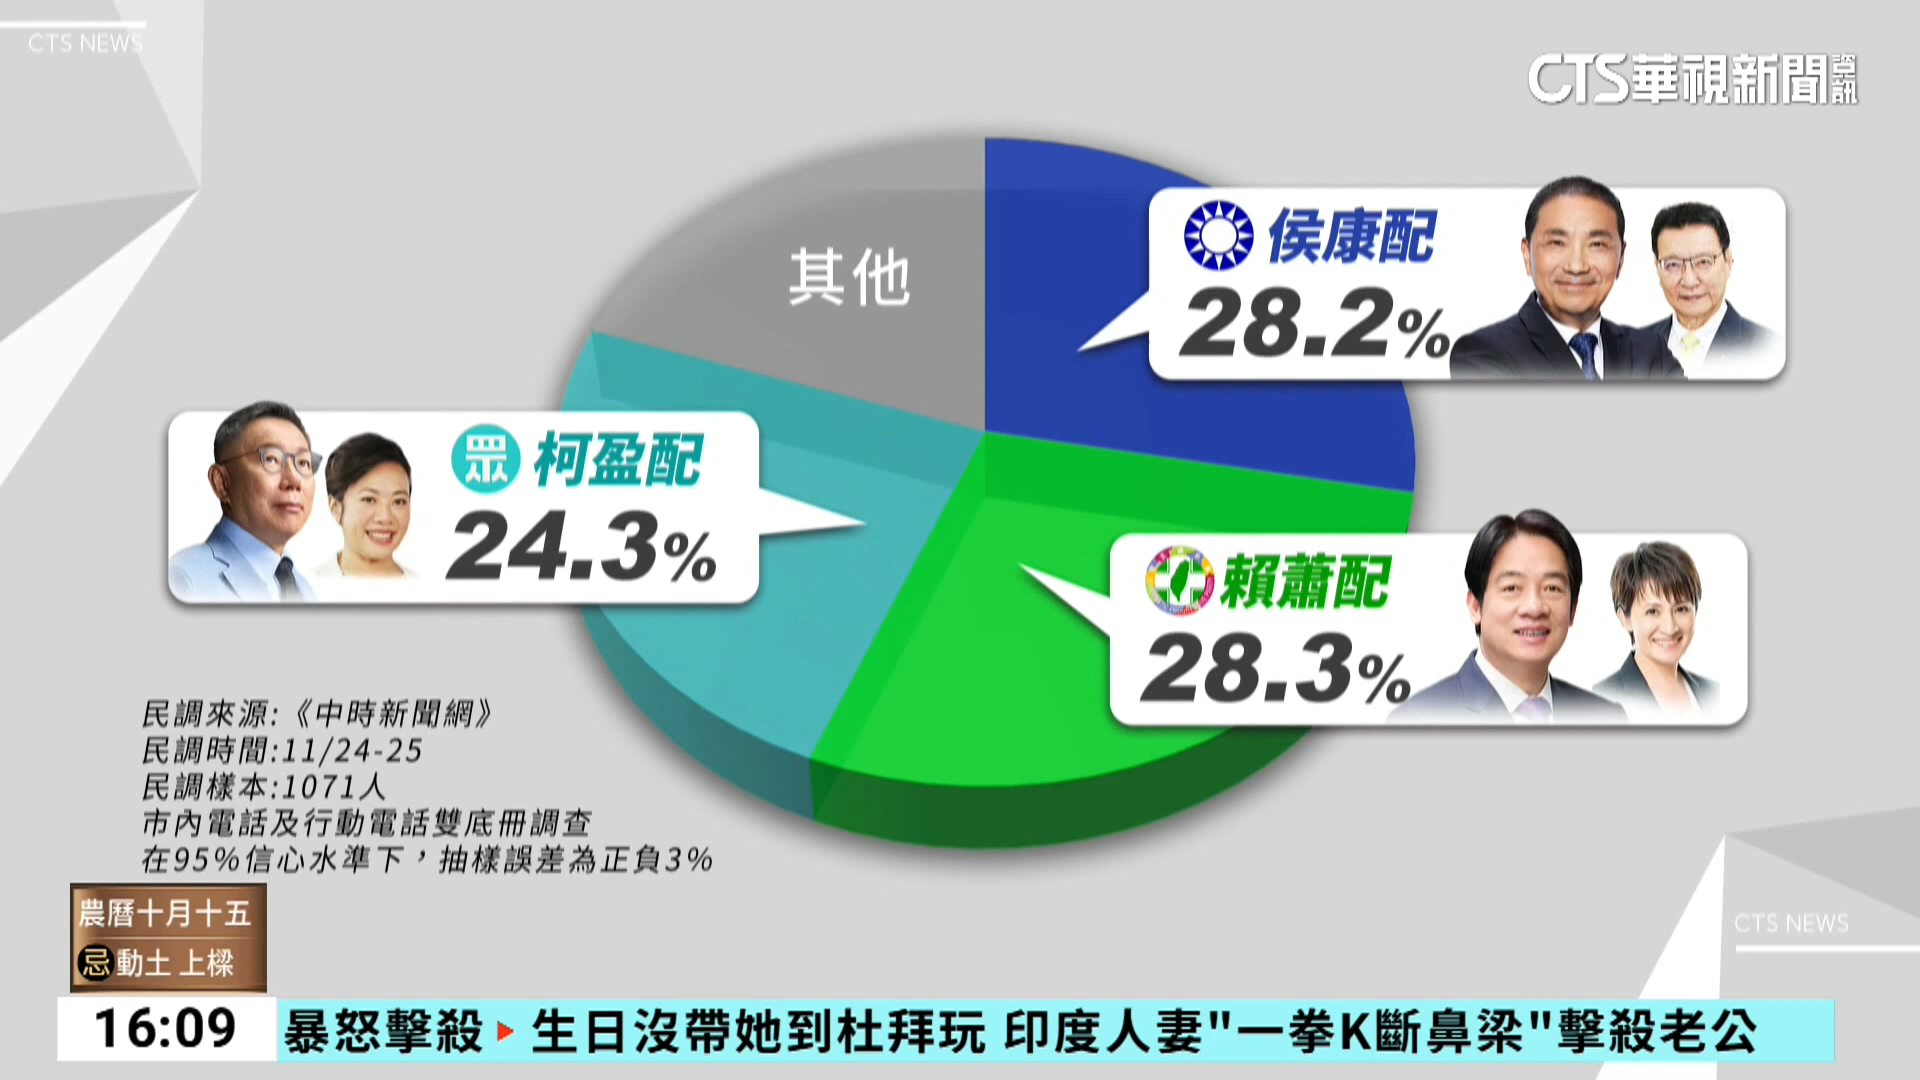 CTS NEWS
CTS華視新聞資訊
其他
侯康配
28.2%
眾 柯盈配
24.3%
賴蕭配
28.3%
民調來源:《中時新聞網》
民調時間:11/24-25
民調樣本:1071人
市內電話及行動電話雙底冊調查
在95%信心水準下，抽樣誤差為正負3%
農曆十月十五
忌 動土 上樑
CTS NEWS
16:09 暴怒擊殺 生日沒帶她到杜拜玩 印度人妻"一拳K斷鼻梁"擊殺老公